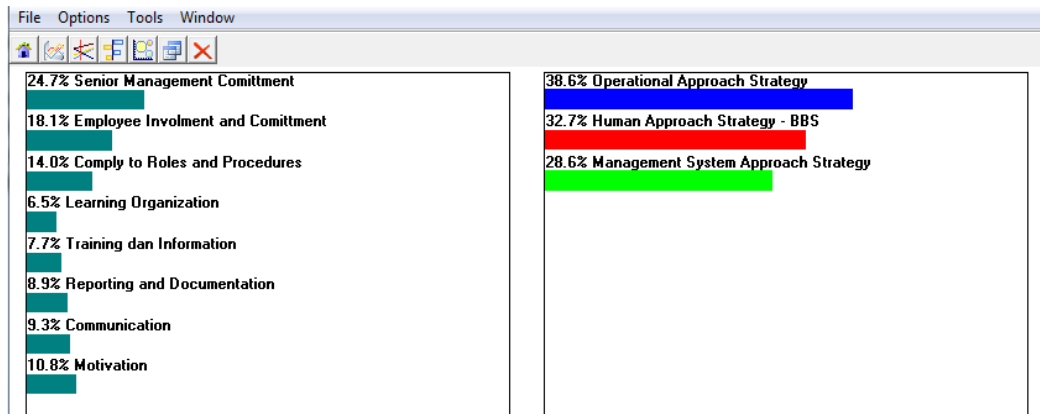 File Options Tools Window
24.7% Senior Management Comittment
18.1% Employee Involment and Comittment
14.0% Comply to Roles and Procedures
6.5% Learning Organization
7.7% Training dan Information
8.9% Reporting and Documentation
9.3% Communication
10.8% Motivation
38.6% Operational Approach Strategy
32.7% Human Approach Strategy - BBS
28.6% Management System Approach Strategy